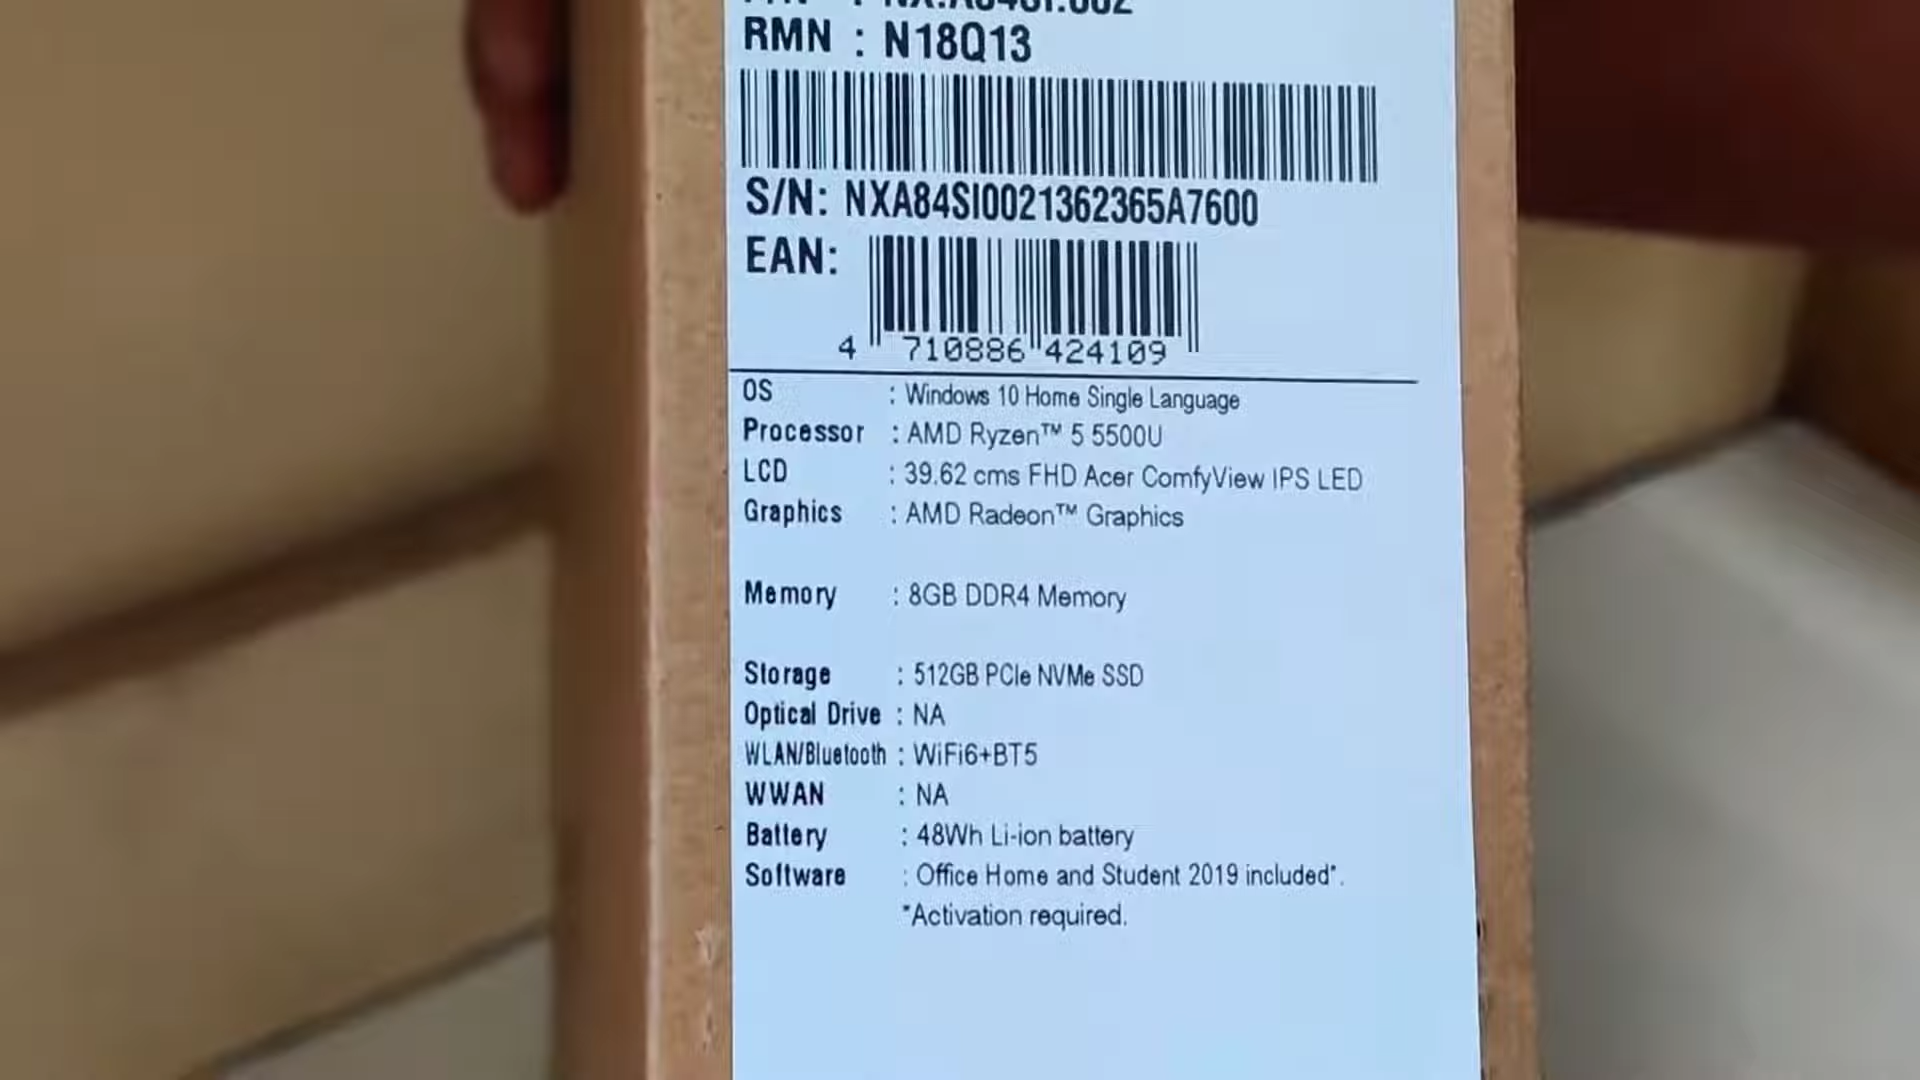 RMN : N18Q13
S/N: NXA84SI0021362365A7600
EAN:
4 710886 424109
OS : Windows 10 Home Single Language
Processor : AMD Ryzen™ 5 5500U
LCD : 39.62 cms FHD Acer ComfyView IPS LED
Graphics : AMD Radeon™ Graphics
Memory : 8GB DDR4 Memory
Storage : 512GB PCIe NVMe SSD
Optical Drive : NA
WLAN/Bluetooth : WiFi6+BT5
WWAN : NA
Battery : 48Wh Li-ion battery
Software : Office Home and Student 2019 included*.
*Activation required.